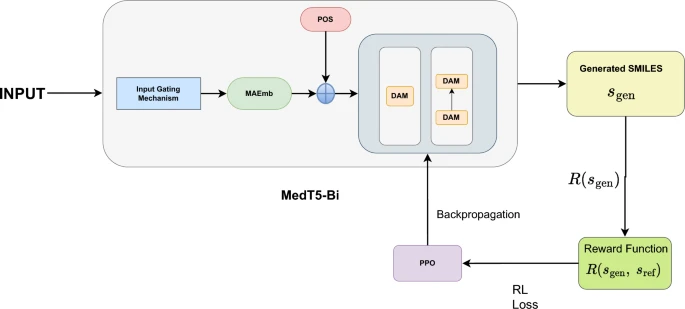 POS
INPUT
Input Gating
Mechanism
MAEmb
DAM
DAM
DAM
Generated SMILES
s_gen
MedT5-Bi
R(s_gen)
Backpropagation
PPO
RL
Loss
Reward Function
R(s_gen, s_ref)